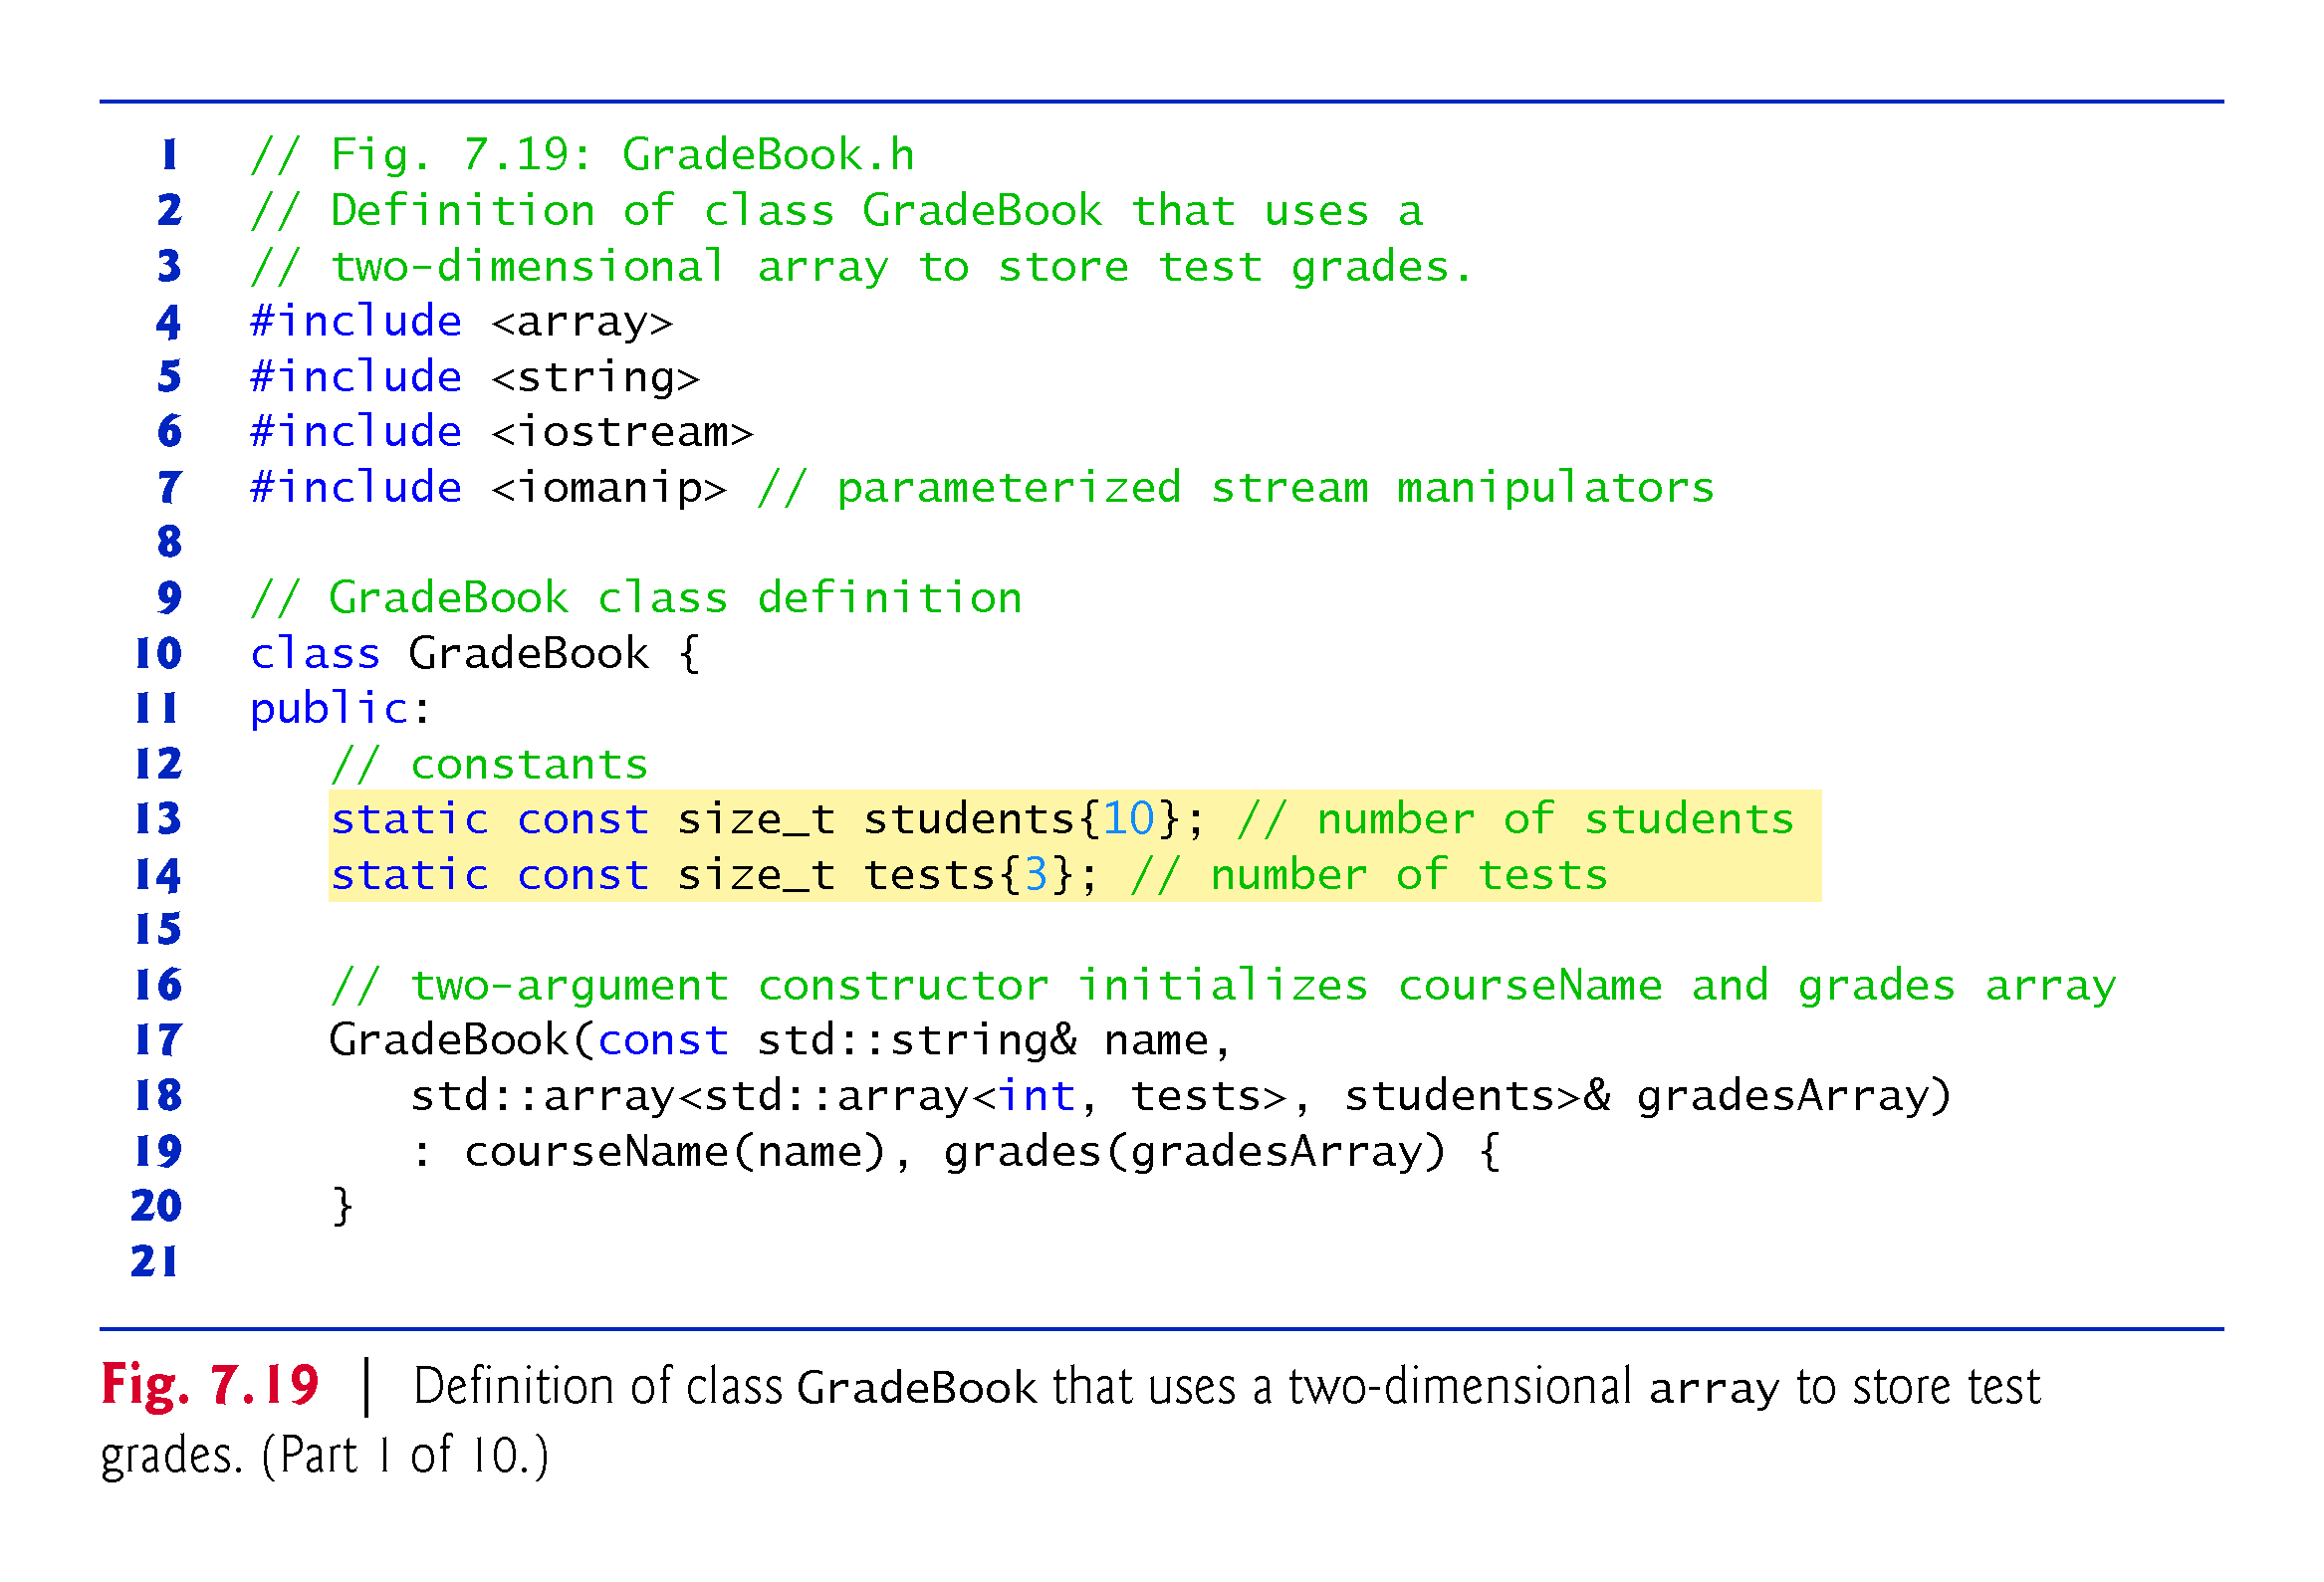 1 // Fig. 7.19: GradeBook.h
2 // Definition of class GradeBook that uses a
3 // two-dimensional array to store test grades.
4 #include <array>
5 #include <string>
6 #include <iostream>
7 #include <iomanip> // parameterized stream manipulators
8
9 // GradeBook class definition
10 class GradeBook {
11 public:
12    // constants
13    static const size_t students{10}; // number of students
14    static const size_t tests{3}; // number of tests
15
16    // two-argument constructor initializes courseName and grades array
17    GradeBook(const std::string& name,
18       std::array<std::array<int, tests>, students>& gradesArray)
19       : courseName(name), grades(gradesArray) {
20    }
21
Fig. 7.19 | Definition of class GradeBook that uses a two-dimensional array to store test
grades. (Part 1 of 10.)